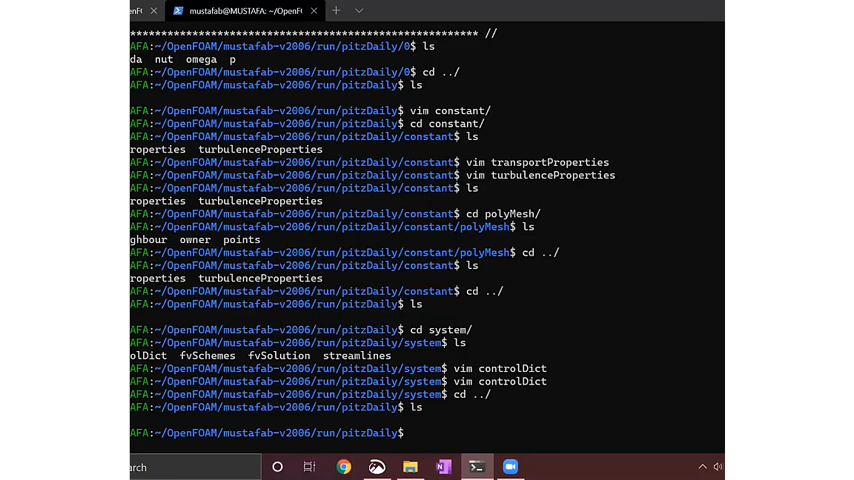 enFC × mustafab@MUSTAFA: ~/OpenFO × +
************************************************** //
AFA:~/OpenFOAM/mustafab-v2006/run/pitzDaily/0$ ls
da nut omega p
AFA:~/OpenFOAM/mustafab-v2006/run/pitzDaily/0$ cd ../
AFA:~/OpenFOAM/mustafab-v2006/run/pitzDaily$ ls
AFA:~/OpenFOAM/mustafab-v2006/run/pitzDaily$ vim constant/
AFA:~/OpenFOAM/mustafab-v2006/run/pitzDaily$ cd constant/
AFA:~/OpenFOAM/mustafab-v2006/run/pitzDaily/constant$ ls
roperties turbulenceProperties
AFA:~/OpenFOAM/mustafab-v2006/run/pitzDaily/constant$ vim transportProperties
AFA:~/OpenFOAM/mustafab-v2006/run/pitzDaily/constant$ vim turbulenceProperties
AFA:~/OpenFOAM/mustafab-v2006/run/pitzDaily/constant$ ls
roperties turbulenceProperties
AFA:~/OpenFOAM/mustafab-v2006/run/pitzDaily/constant$ cd polyMesh/
AFA:~/OpenFOAM/mustafab-v2006/run/pitzDaily/constant/polyMesh$ ls
ghbour owner points
AFA:~/OpenFOAM/mustafab-v2006/run/pitzDaily/constant/polyMesh$ cd ../
AFA:~/OpenFOAM/mustafab-v2006/run/pitzDaily/constant$ ls
roperties turbulenceProperties
AFA:~/OpenFOAM/mustafab-v2006/run/pitzDaily/constant$ cd ../
AFA:~/OpenFOAM/mustafab-v2006/run/pitzDaily$ ls
AFA:~/OpenFOAM/mustafab-v2006/run/pitzDaily$ cd system/
AFA:~/OpenFOAM/mustafab-v2006/run/pitzDaily/system$ ls
olDict fvSchemes fvSolution streamlines
AFA:~/OpenFOAM/mustafab-v2006/run/pitzDaily/system$ vim controlDict
AFA:~/OpenFOAM/mustafab-v2006/run/pitzDaily/system$ vim controlDict
AFA:~/OpenFOAM/mustafab-v2006/run/pitzDaily/system$ cd ../
AFA:~/OpenFOAM/mustafab-v2006/run/pitzDaily$ ls
AFA:~/OpenFOAM/mustafab-v2006/run/pitzDaily$
arch